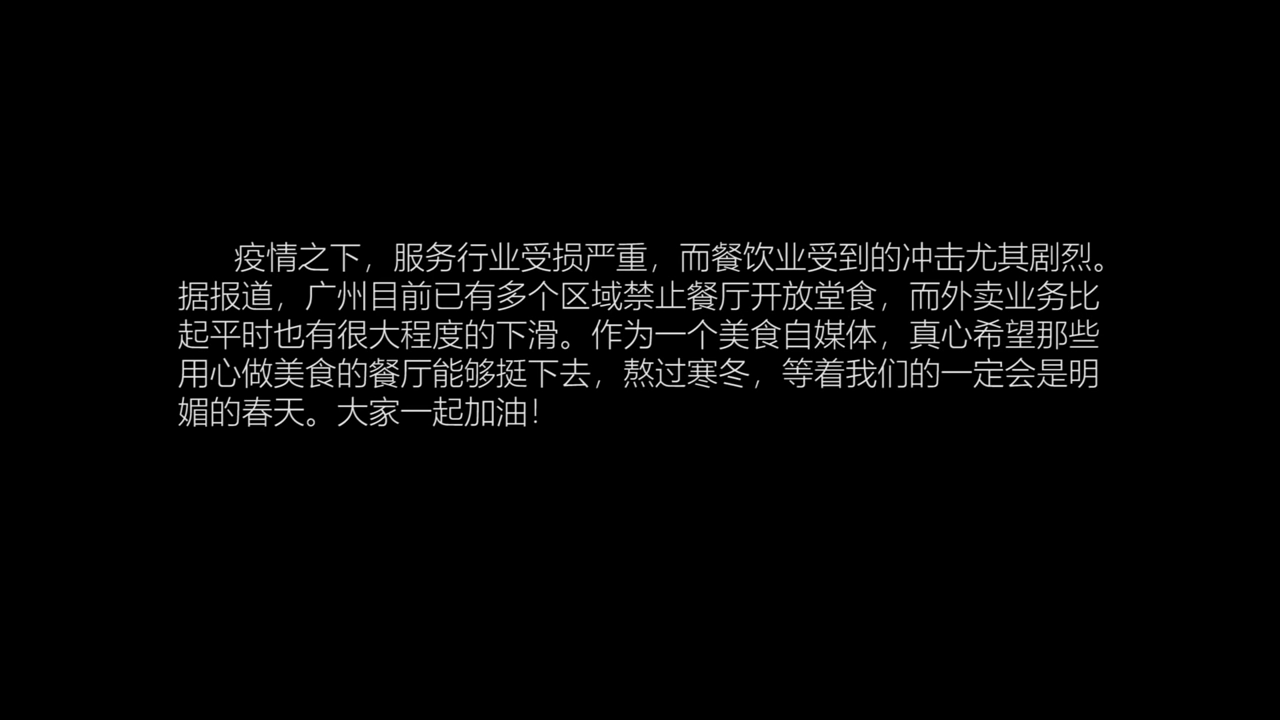 疫情之下，服务行业受损严重，而餐饮业受到的冲击尤其剧烈。
据报道，广州目前已有多个区域禁止餐厅开放堂食，而外卖业务比
起平时也有很大程度的下滑。作为一个美食自媒体，真心希望那些
用心做美食的餐厅能够挺下去，熬过寒冬，等着我们的一定会是明
媚的春天。大家一起加油！